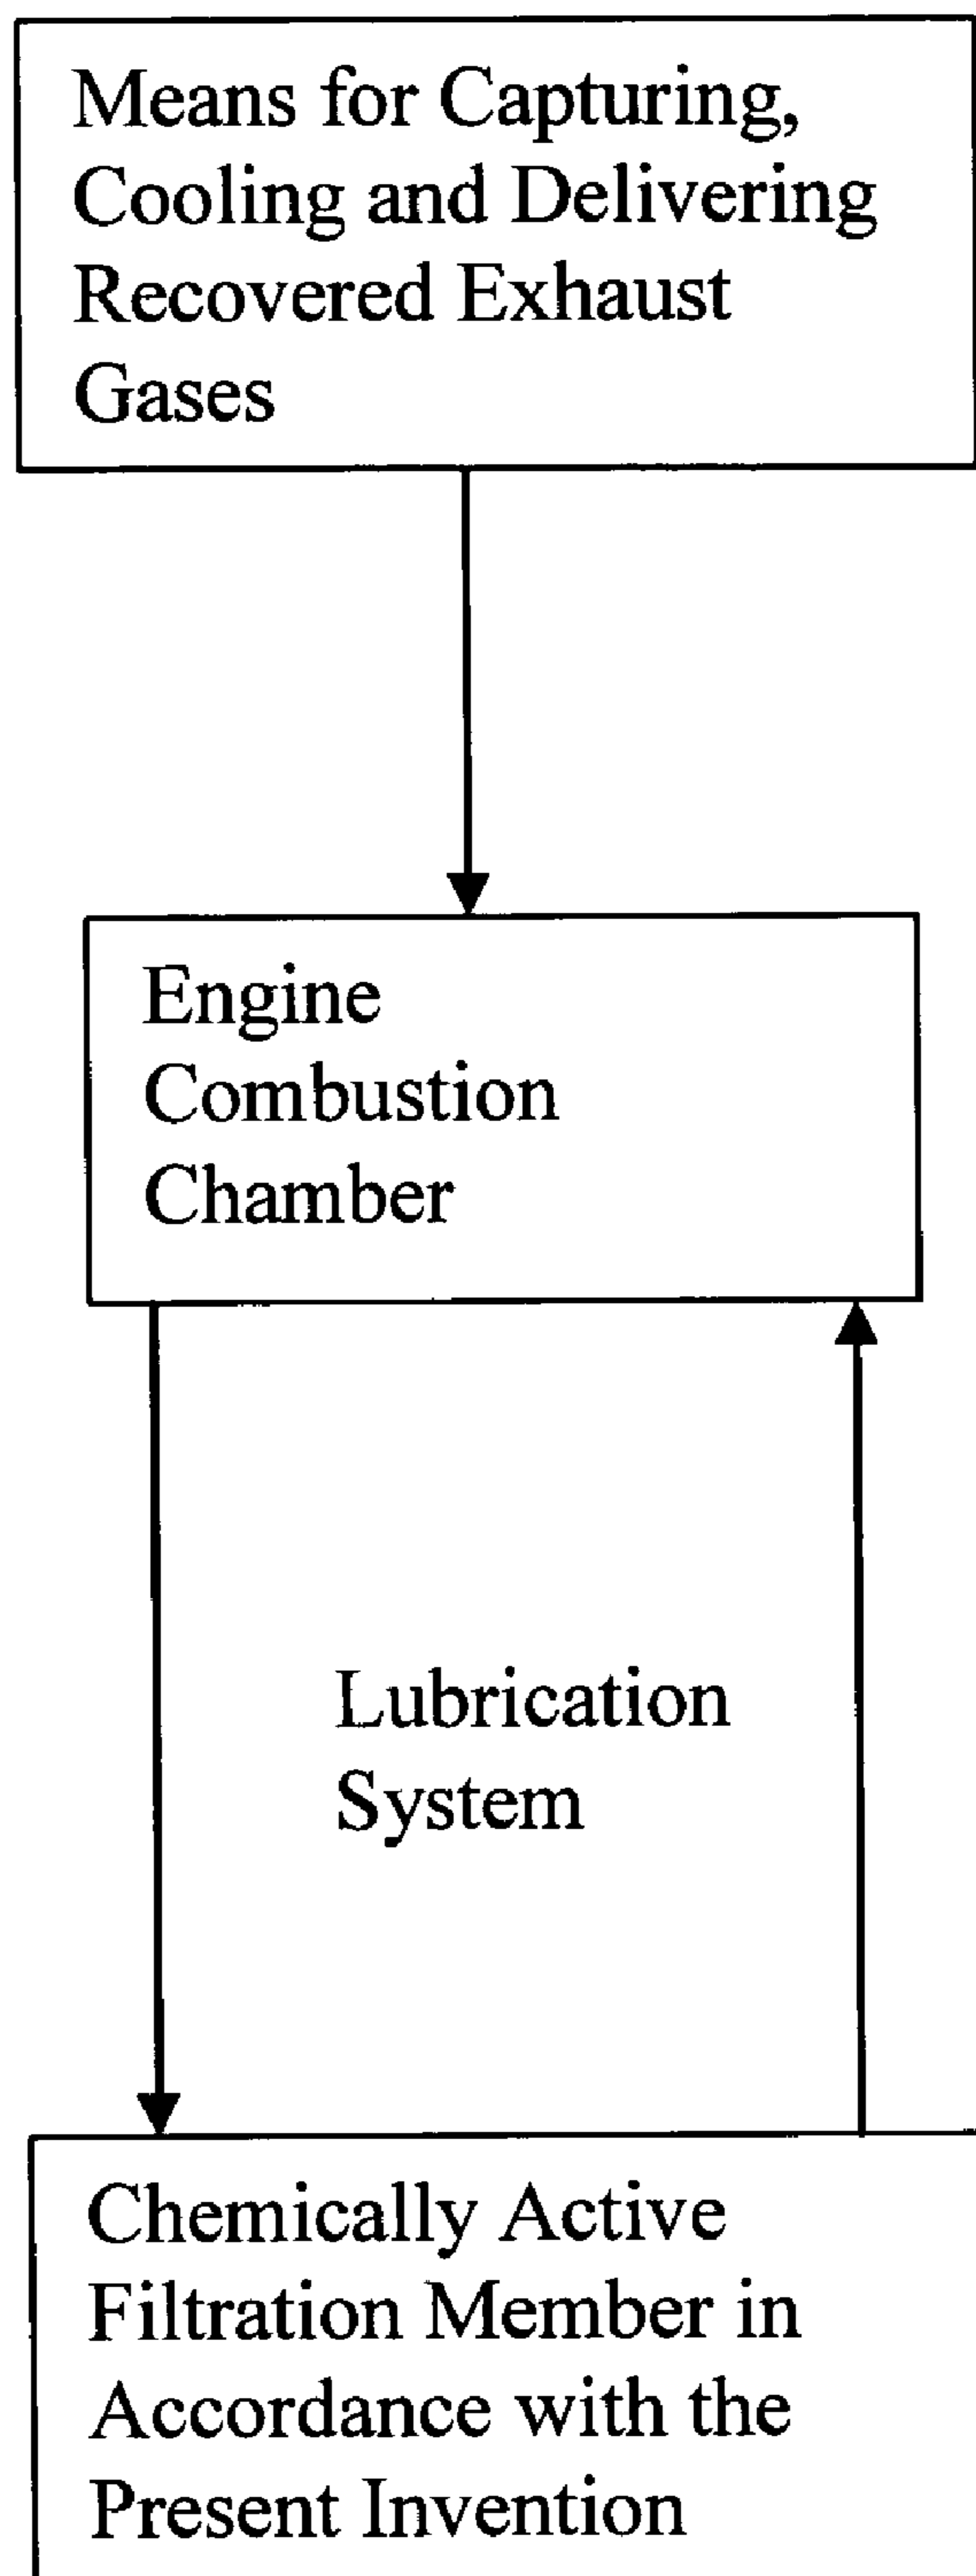 Means for Capturing,
Cooling and Delivering
Recovered Exhaust
Gases
Engine
Combustion
Chamber
Lubrication
System
Chemically Active
Filtration Member in
Accordance with the
Present Invention